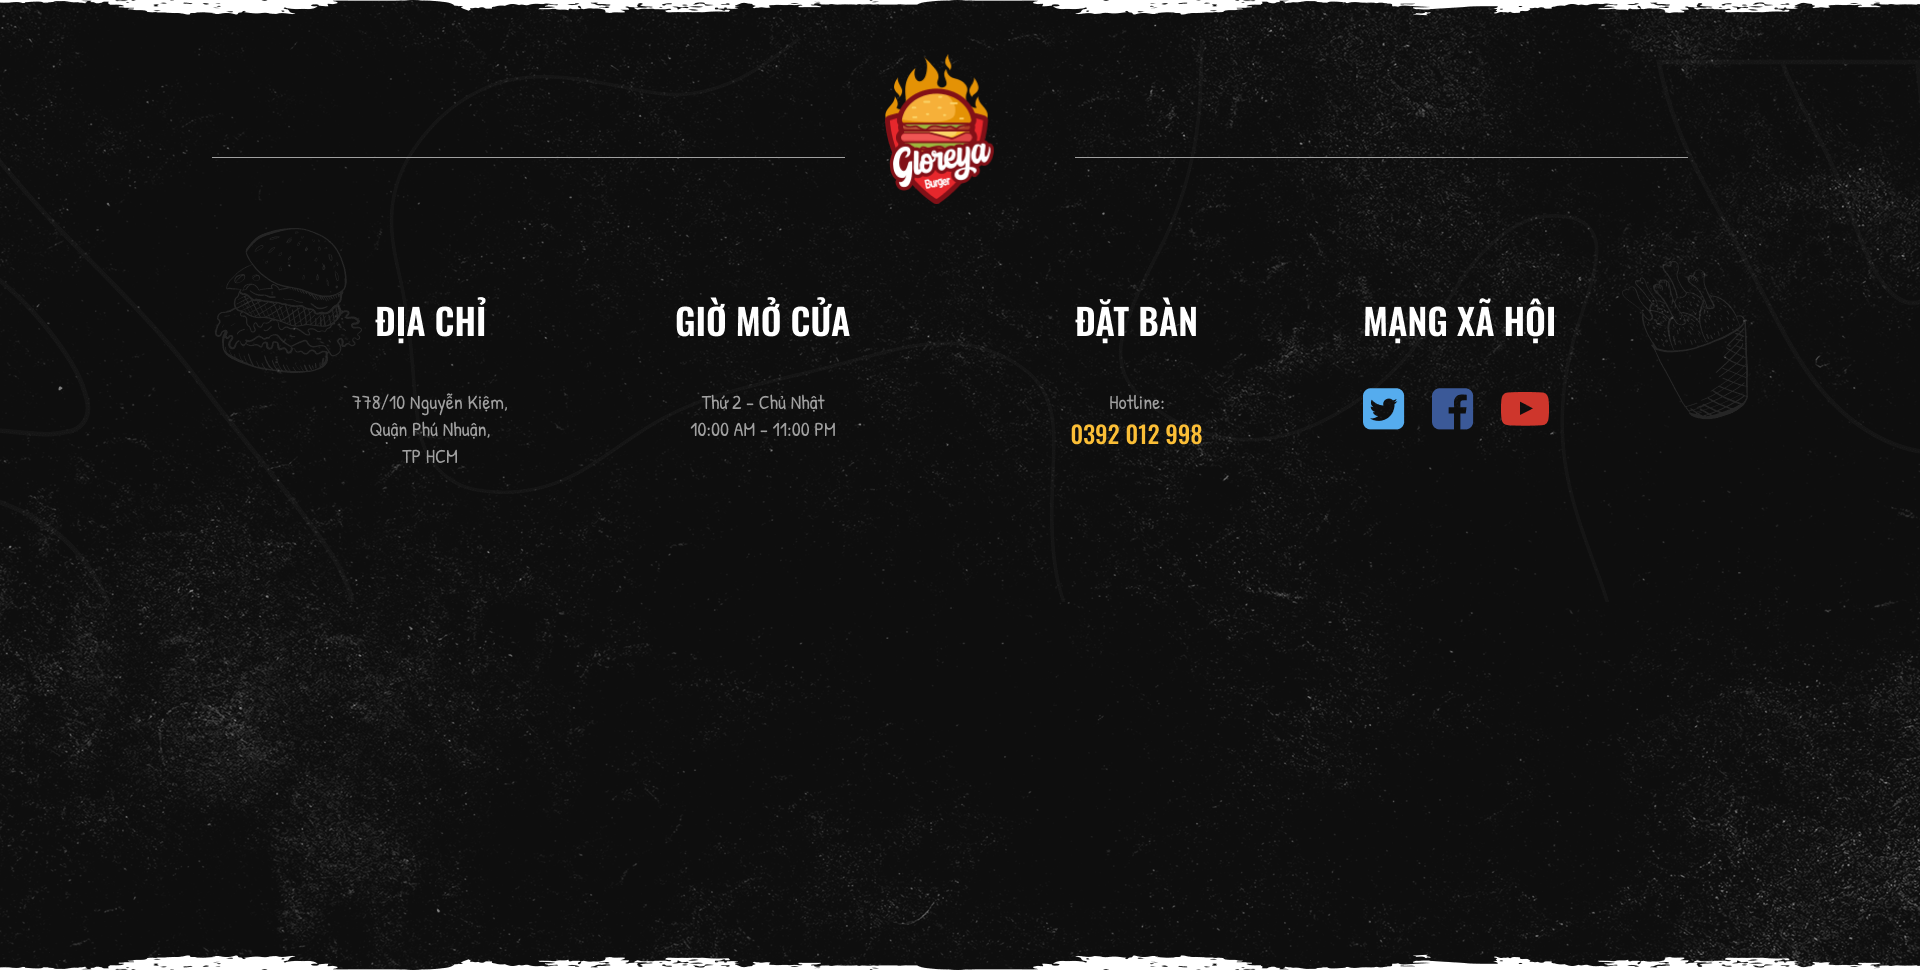 Gloreya
Burger
ĐỊA CHỈ
778/10 Nguyễn Kiệm,
Quận Phú Nhuận,
TP HCM
GIỜ MỞ CỬA
Thứ 2 - Chủ Nhật
10:00 AM - 11:00 PM
ĐẶT BÀN
Hotline:
0392 012 998
MẠNG XÃ HỘI